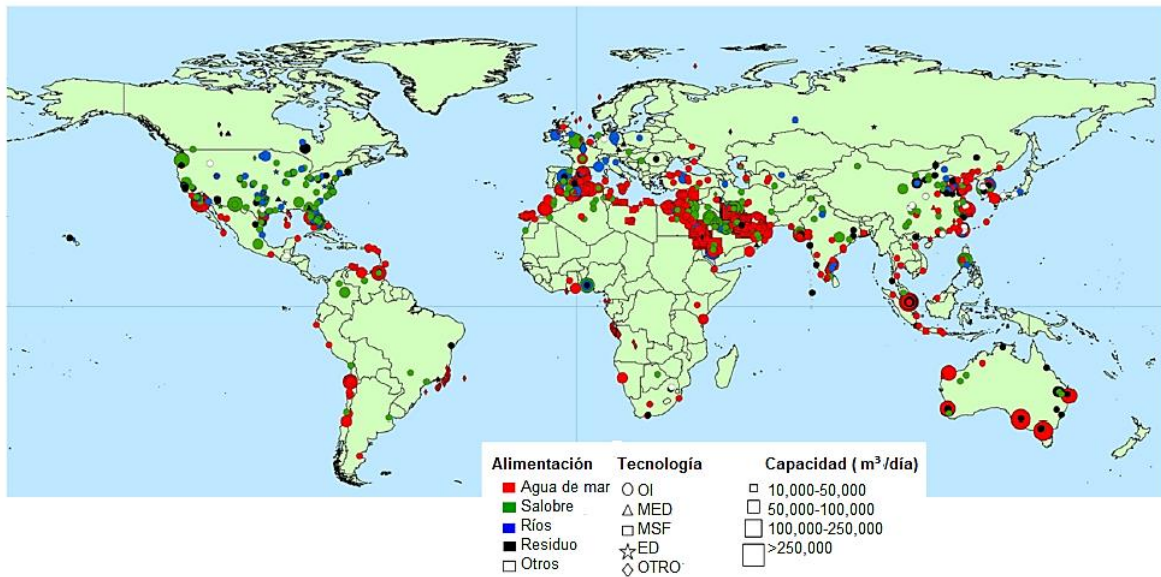 Alimentación
Agua de mar
Salobre
Ríos
Residuo
Otros
Tecnología
OI
MED
MSF
ED
OTRO
Capacidad ( m³/día)
10,000-50,000
50,000-100,000
100,000-250,000
>250,000